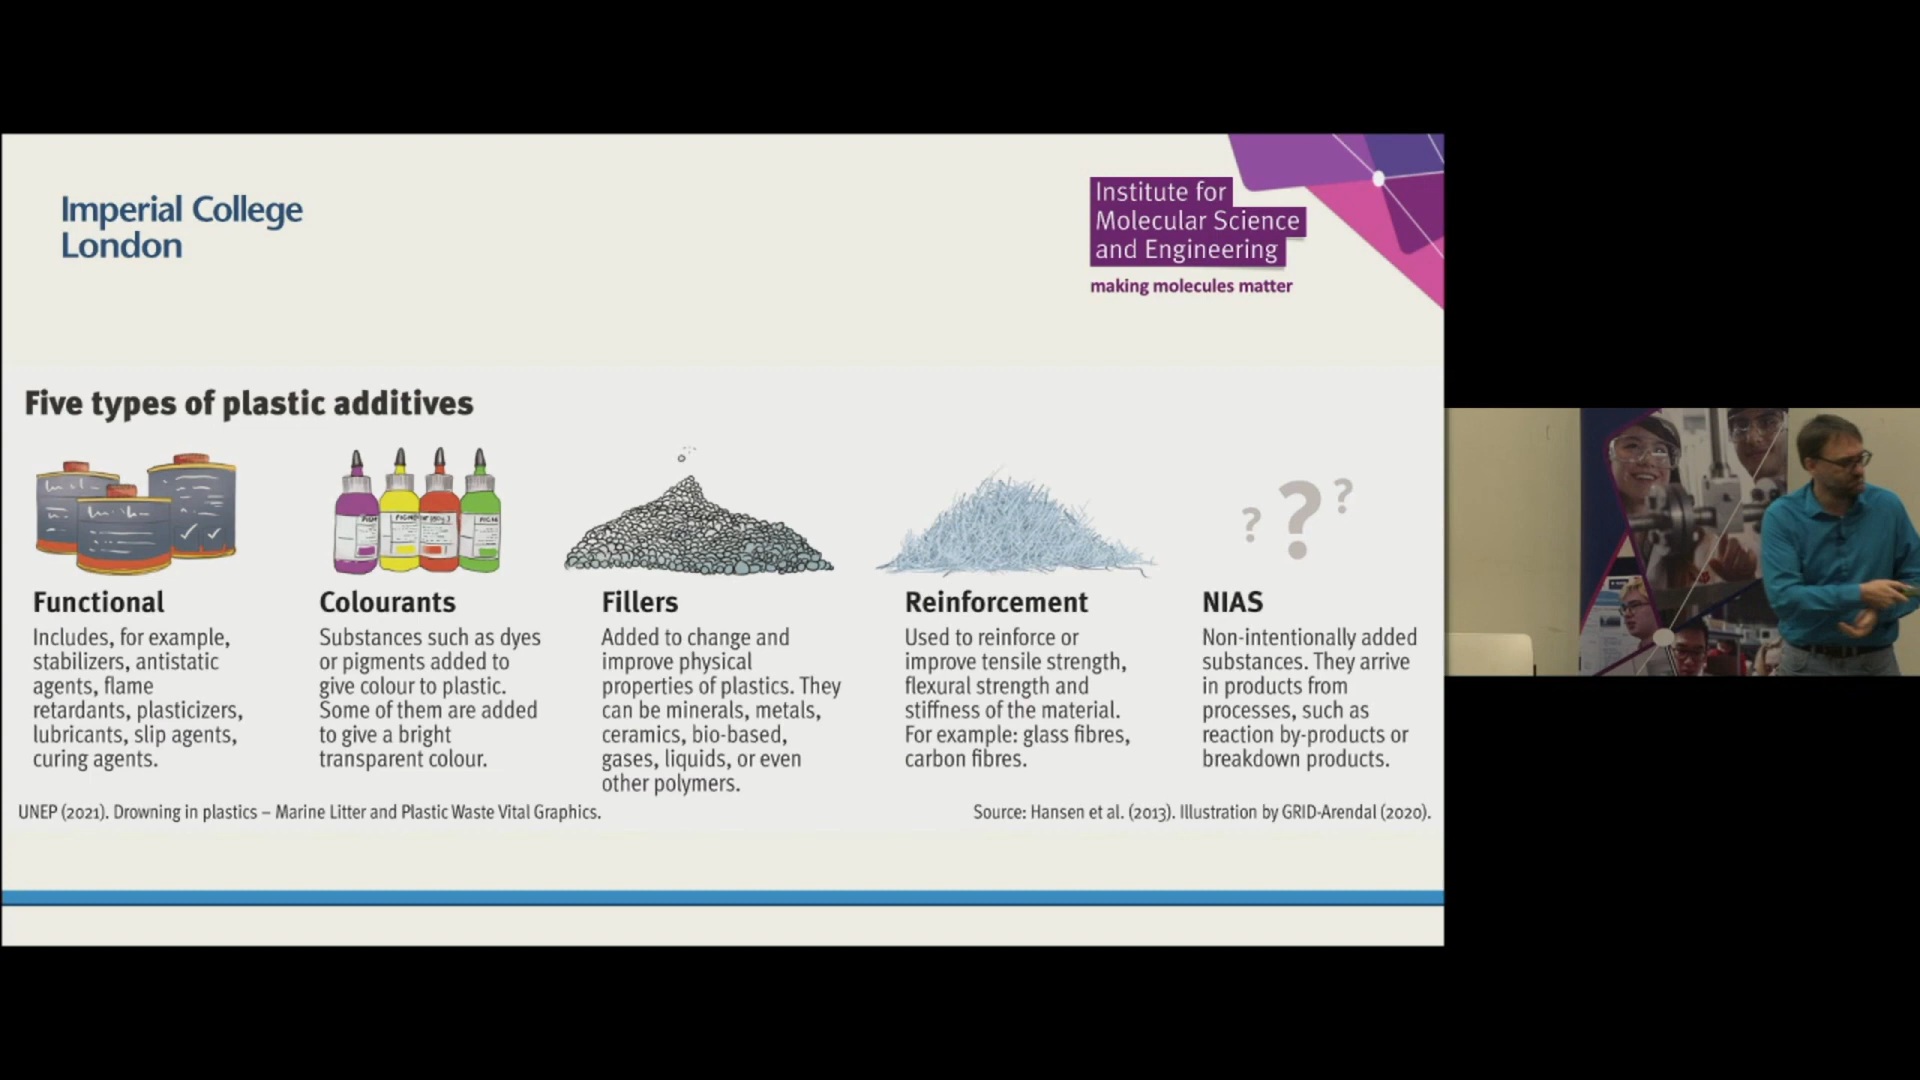 Imperial College
London
Institute for
Molecular Science
and Engineering
making molecules matter
Five types of plastic additives
Functional
Includes, for example,
stabilizers, antistatic
agents, flame
retardants, plasticizers,
lubricants, slip agents,
curing agents.
Colourants
Substances such as dyes
or pigments added to
give colour to plastic.
Some of them are added
to give a bright
transparent colour.
Fillers
Added to change and
improve physical
properties of plastics. They
can be minerals, metals,
ceramics, bio-based,
gases, liquids, or even
other polymers.
Reinforcement
Used to reinforce or
improve tensile strength,
flexural strength and
stiffness of the material.
For example: glass fibres,
carbon fibres.
? ? ?
NIAS
Non-intentionally added
substances. They arrive
in products from
processes, such as
reaction by-products or
breakdown products.
UNEP (2021). Drowning in plastics – Marine Litter and Plastic Waste Vital Graphics.
Source: Hansen et al. (2013). Illustration by GRID-Arendal (2020).